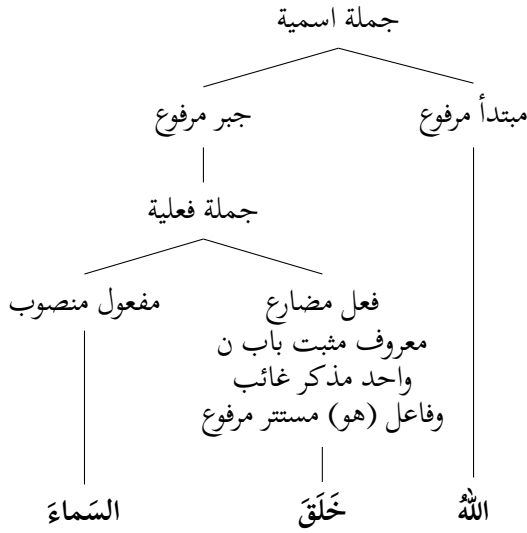 جملة اسمية
مبتدأ مرفوع
جبر مرفوع
جملة فعلية
فعل مضارع
معروف مثبت باب ن
واحد مذكر غائب
وفاعل (هو) مستتر مرفوع
مفعول منصوب
اللهُ
خَلَقَ
السَماءَ